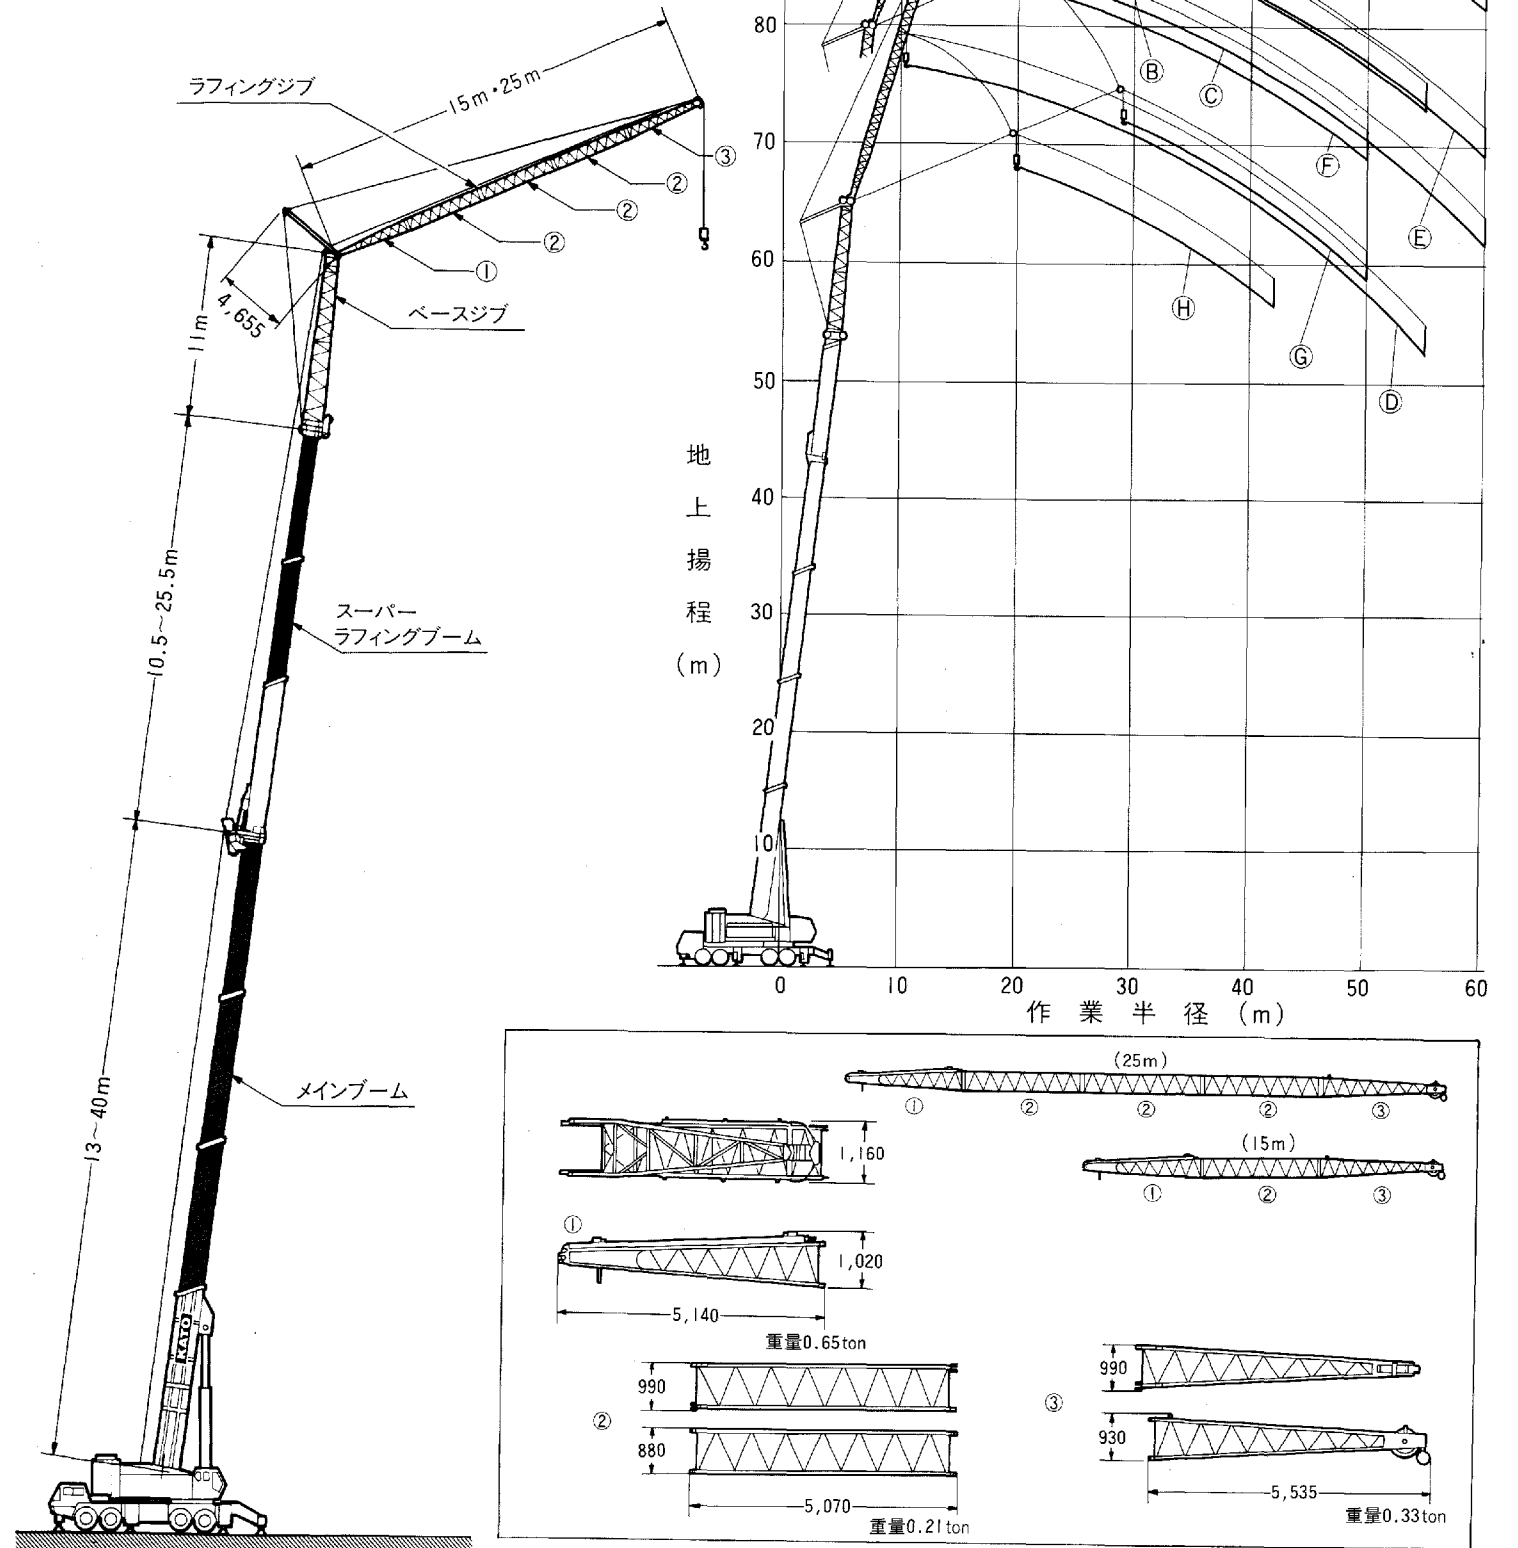 ラフィングジブ
15m・25m
③
②
②
②
①
4,655
11m
ベースジブ
10.5～25.5m
スーパー
ラフィングブーム
13～40m
メインブーム
KATO
80
70
60
50
40
30
20
10
地上揚程(m)
Ⓑ
Ⓒ
Ⓕ
Ⓔ
Ⓗ
Ⓖ
Ⓓ
0 10 20 30 40 50 60
作業半径(m)
(25m)
① ② ② ② ③
(15m)
① ② ③
1,160
①
1,020
5,140
重量0.65ton
②
990
880
5,070
重量0.21ton
③
990
930
5,535
重量0.33ton